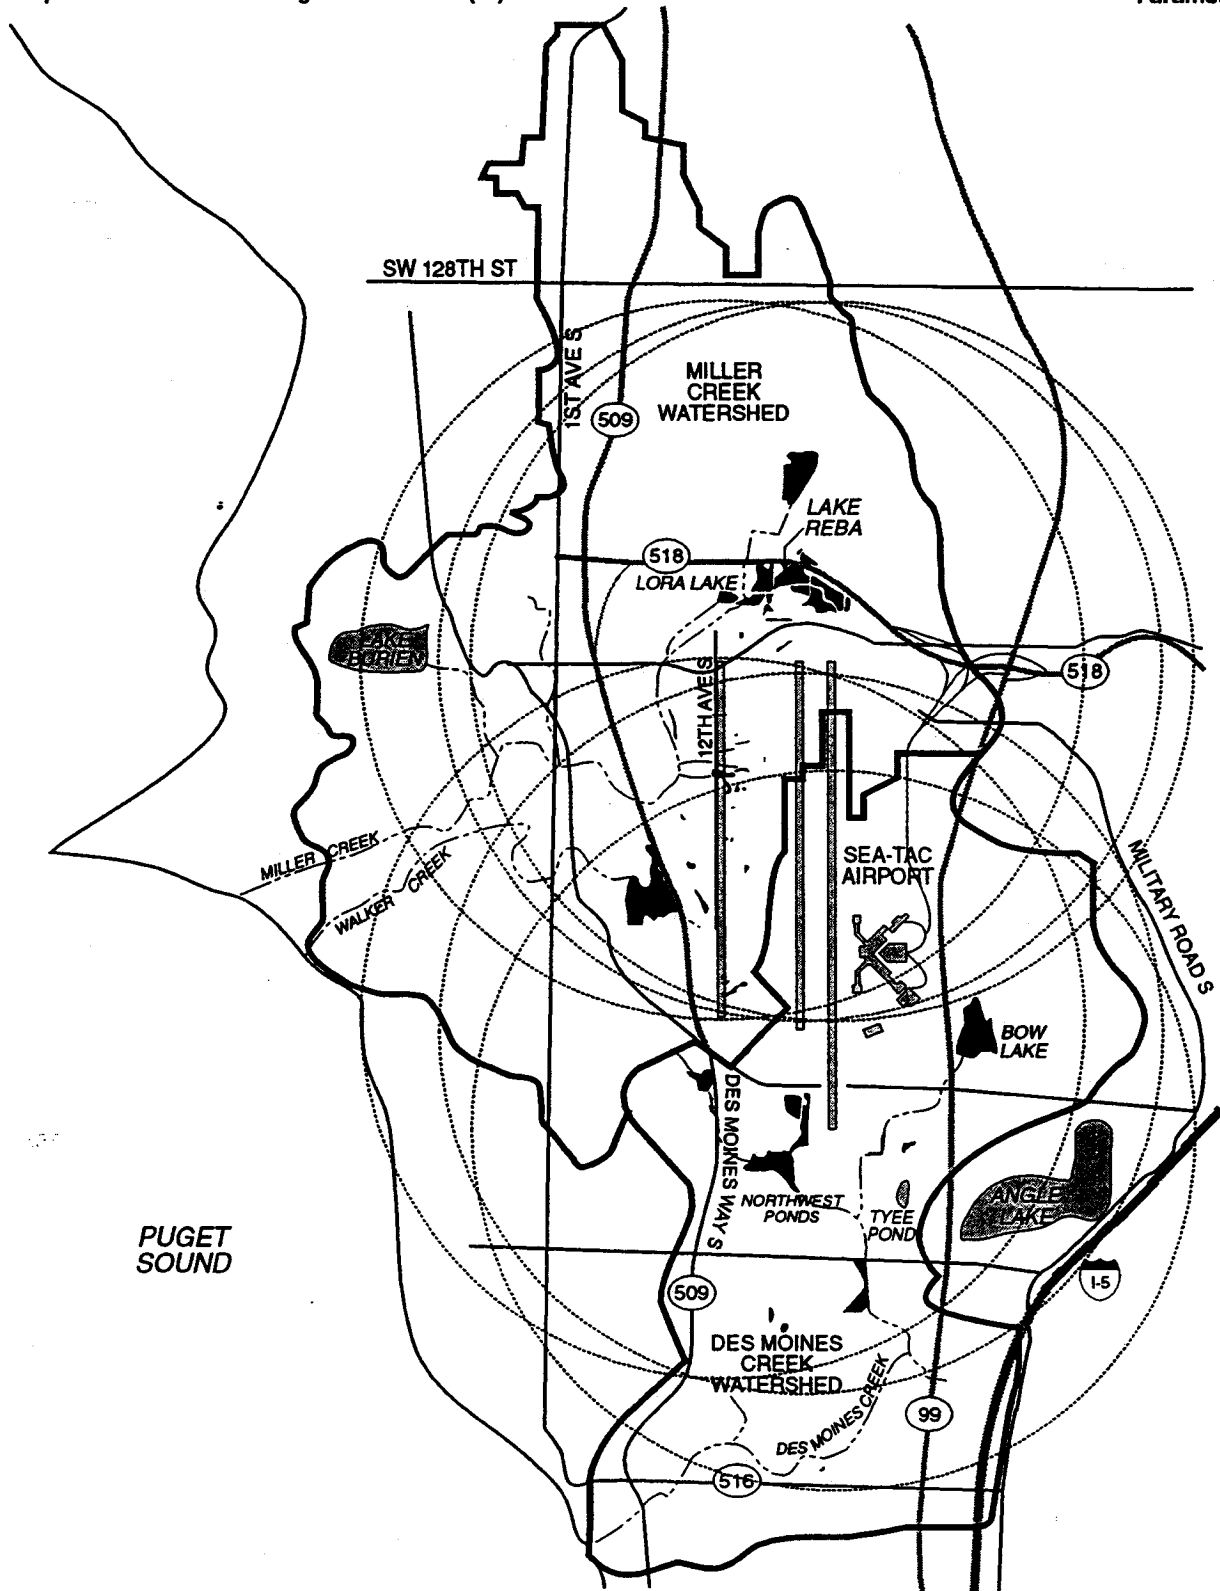 SW 128TH ST
1ST AVE S
MILLER
CREEK
WATERSHED
509
LAKE
REBA
518
LORA LAKE
LAKE
BURIEN
518
12TH AVE S
MILLER CREEK
WALKER CREEK
SEA-TAC
AIRPORT
MILITARY ROAD S
BOW
LAKE
DES MOINES WAY S
NORTHWEST
PONDS
TYEE
POND
ANGLE
LAKE
PUGET
SOUND
I-5
509
DES MOINES
CREEK
WATERSHED
DES MOINES CREEK
99
516